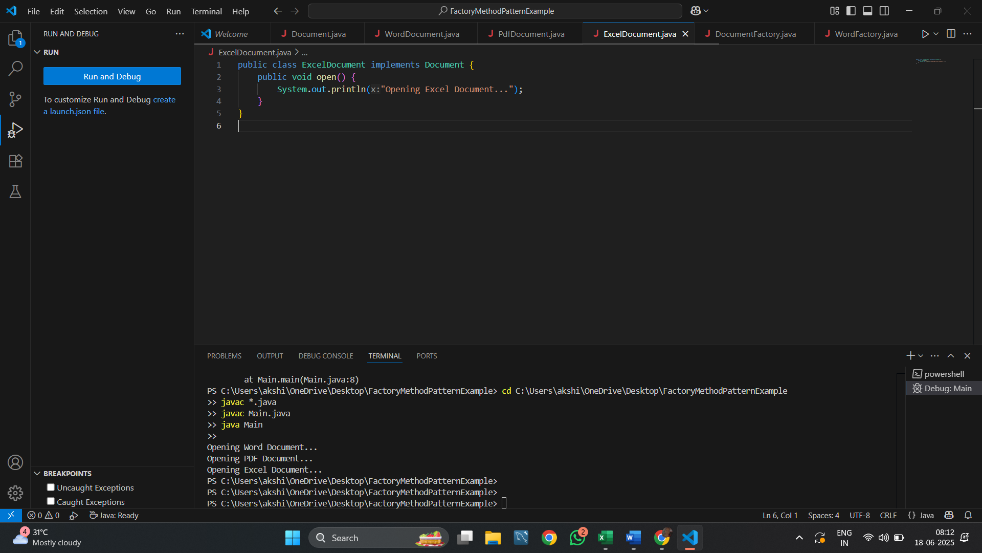 File Edit Selection View Go Run Terminal Help
FactoryMethodPatternExample
RUN AND DEBUG
RUN
Run and Debug
To customize Run and Debug create
a launch.json file.
1
Welcome
Document.java
WordDocument.java
PdfDocument.java
ExcelDocument.java
DocumentFactory.java
WordFactory.java
ExcelDocument.java > ...
1 public class ExcelDocument implements Document {
2 public void open() {
3 System.out.println(x:"Opening Excel Document...");
4 }
5 }
6
PROBLEMS OUTPUT DEBUG CONSOLE TERMINAL PORTS
at Main.main(Main.java:8)
PS C:\Users\akshi\OneDrive\Desktop\FactoryMethodPatternExample> cd C:\Users\akshi\OneDrive\Desktop\FactoryMethodPatternExample
>> javac *.java
>> javac Main.java
>> java Main
>>
Opening Word Document...
Opening PDF Document...
Opening Excel Document...
PS C:\Users\akshi\OneDrive\Desktop\FactoryMethodPatternExample>
PS C:\Users\akshi\OneDrive\Desktop\FactoryMethodPatternExample>
PS C:\Users\akshi\OneDrive\Desktop\FactoryMethodPatternExample>
powershell
Debug: Main
BREAKPOINTS
Uncaught Exceptions
Caught Exceptions
0 0 Java: Ready
Ln 6, Col 1 Spaces: 4 UTF-8 CRLF {} Java
4
31°C
Mostly cloudy
Search
2
ENG
IN
08:12
18-06-2025